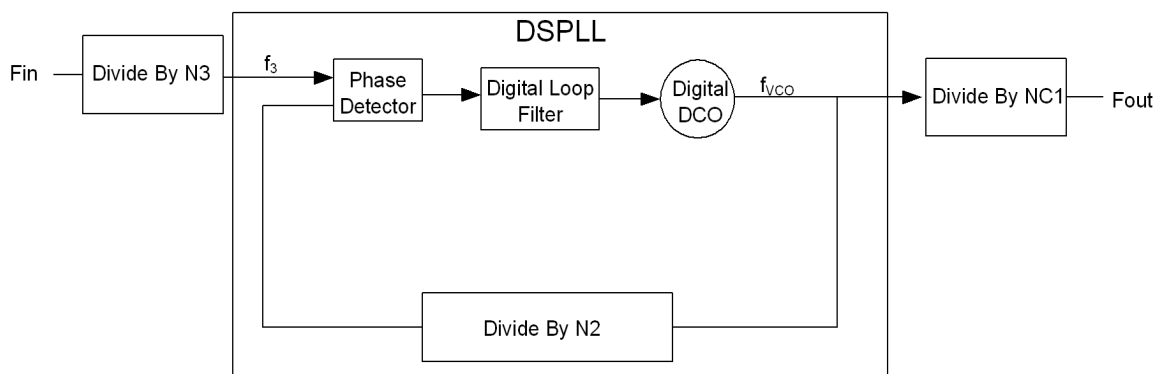 DSPLL
Fin
Divide By N3
f3
Phase
Detector
Digital Loop
Filter
Digital
DCO
fVCO
Divide By NC1
Fout
Divide By N2